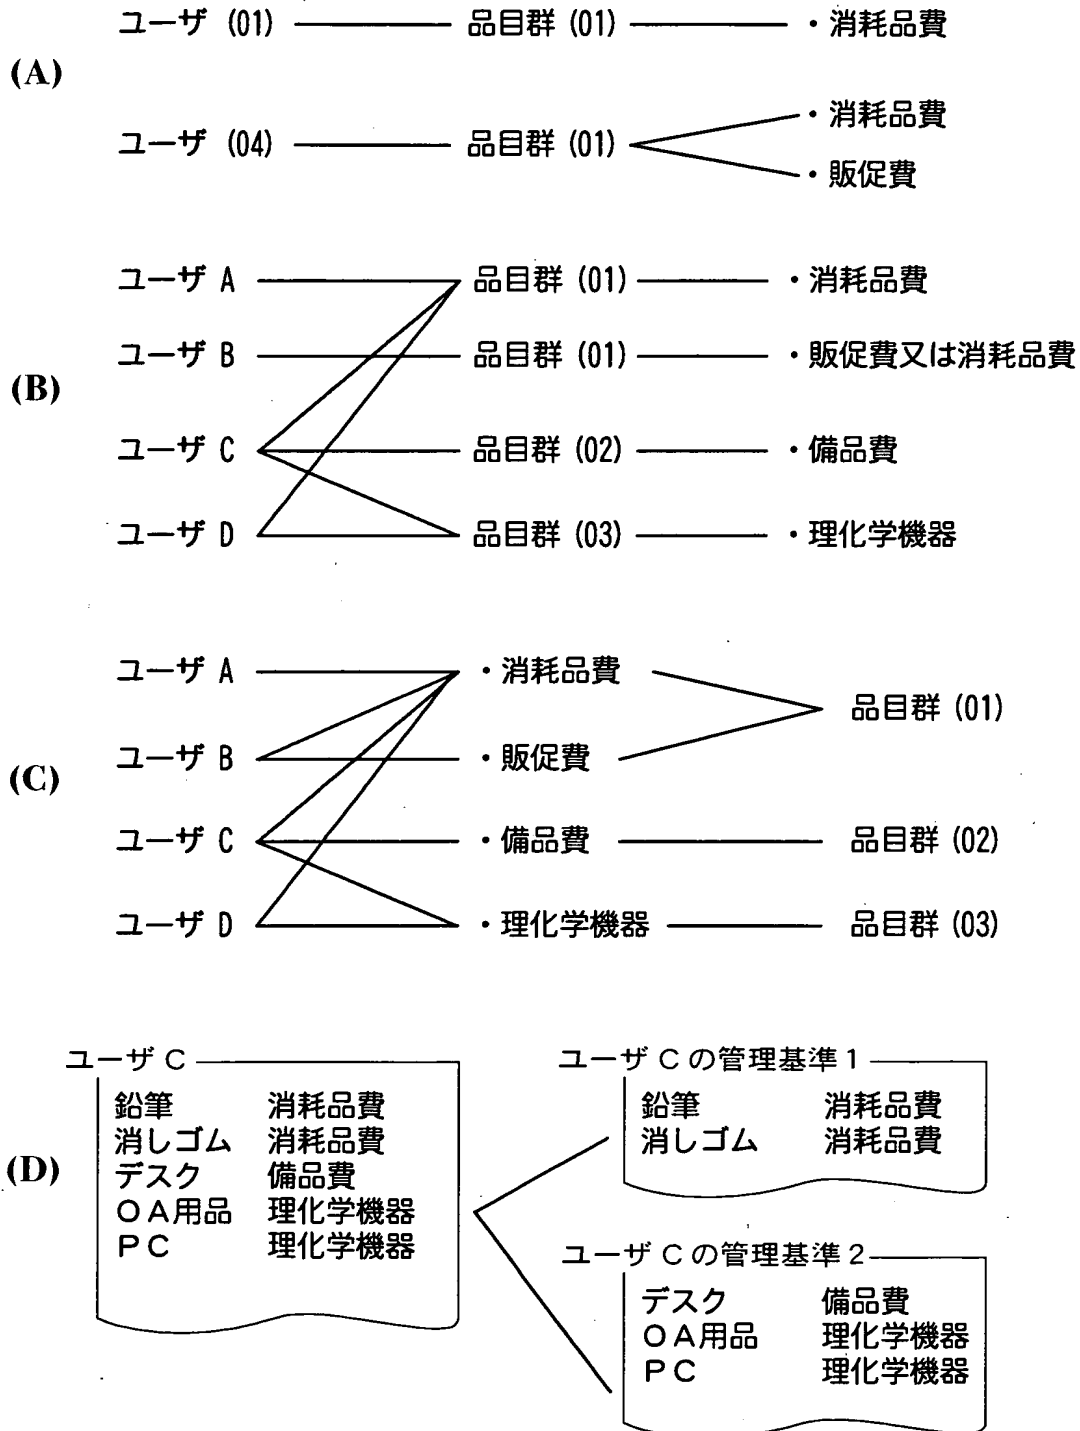 ユーザ (01) 品目群 (01) ・消耗品費
(A)
・消耗品費
ユーザ (04) 品目群 (01)
・販促費
ユーザ A 品目群 (01) ・消耗品費
ユーザ B 品目群 (01) ・販促費又は消耗品費
(B)
ユーザ C 品目群 (02) ・備品費
ユーザ D 品目群 (03) ・理化学機器
ユーザ A ・消耗品費
品目群 (01)
ユーザ B ・販促費
(C)
ユーザ C ・備品費 品目群 (02)
ユーザ D ・理化学機器 品目群 (03)
(D)
ユーザC
鉛筆 消耗品費
消しゴム 消耗品費
デスク 備品費
OA用品 理化学機器
PC 理化学機器
ユーザCの管理基準1
鉛筆 消耗品費
消しゴム 消耗品費
ユーザCの管理基準2
デスク 備品費
OA用品 理化学機器
PC 理化学機器